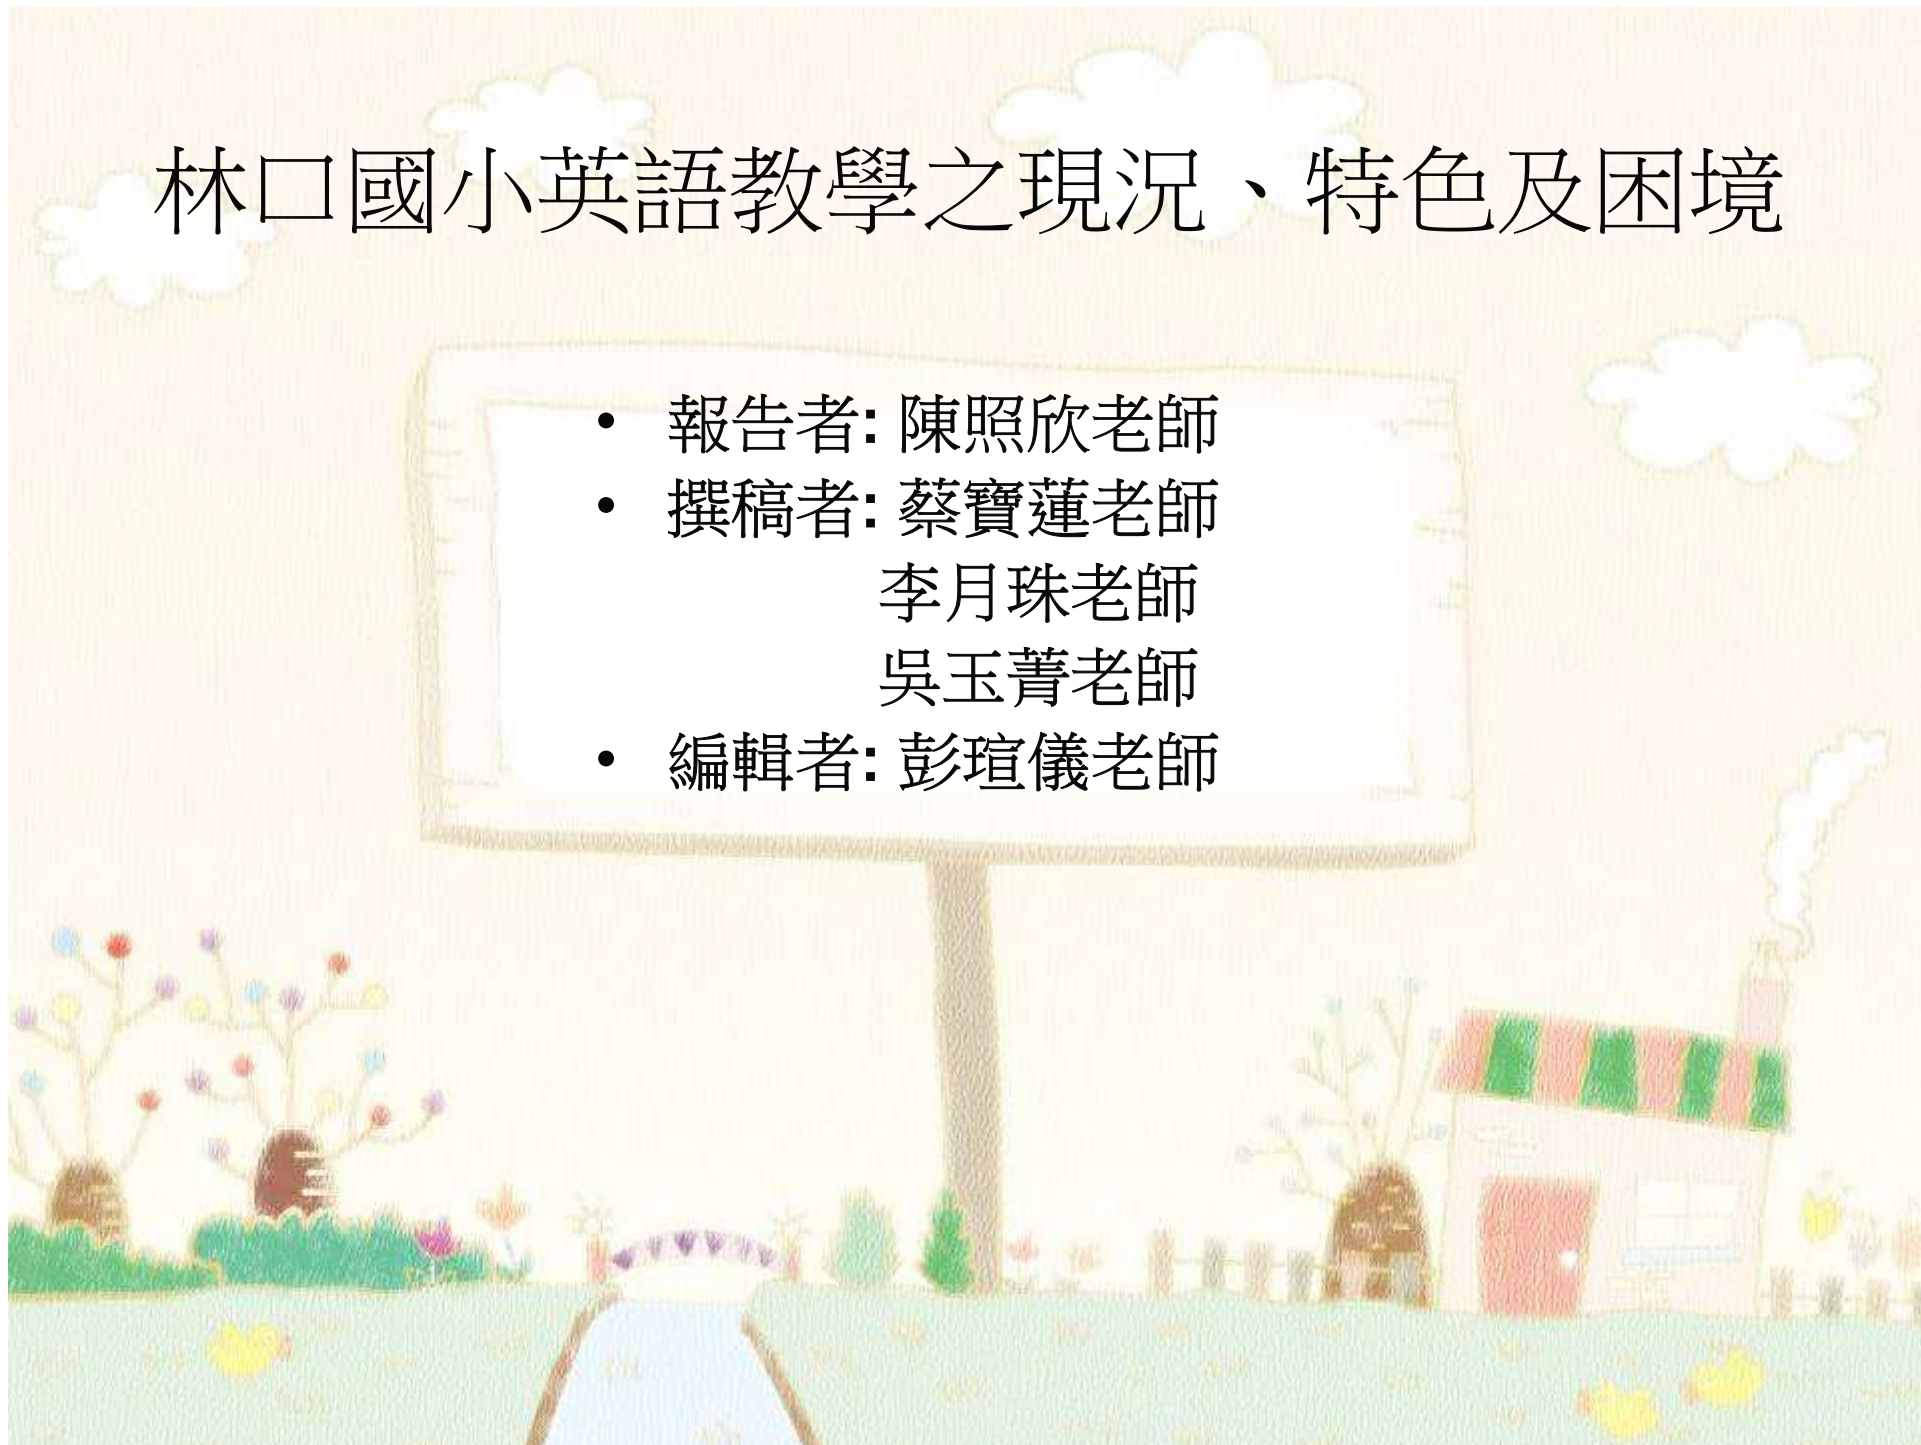 林口國小英語教學之現況、特色及困境
• 報告者: 陳照欣老師
• 撰稿者: 蔡寶蓮老師
李月珠老師
吳玉菁老師
• 編輯者: 彭瑄儀老師